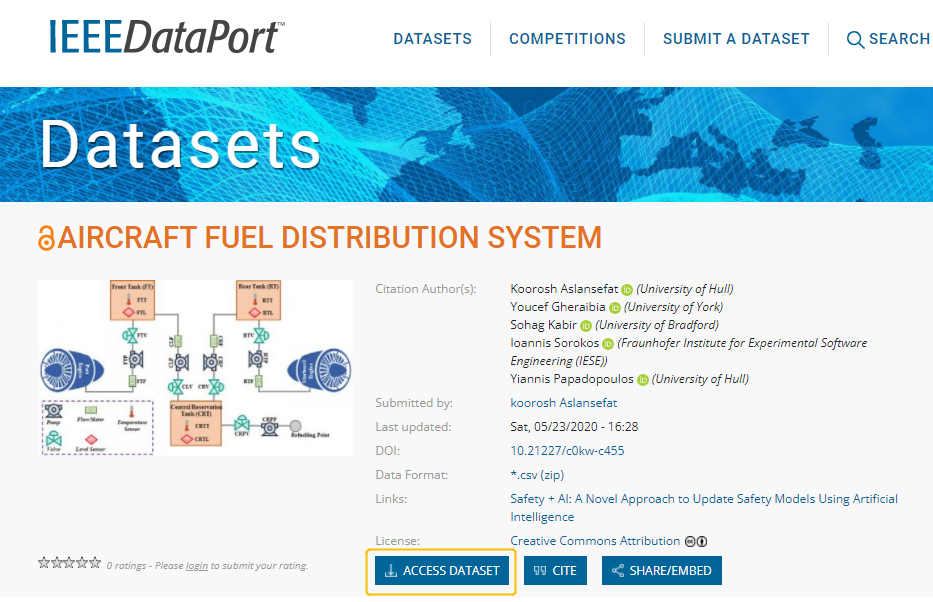 IEEEDataPort™
DATASETS
COMPETITIONS
SUBMIT A DATASET
SEARCH
Datasets
AIRCRAFT FUEL DISTRIBUTION SYSTEM
Front Tank (FT)
FTT
FTL
Rear Tank (RT)
RTT
RTL
FTV
RTV
Port
Engine
FTF
RTF
CLV
CRV
Central Reservation
Tank (CRT)
CRTT
CRTL
CRPV
CRPP
Refuelling Point
Pump
Flow Meter
Temperature
Sensor
Valve
Level Sensor
Citation Author(s):
Koorosh Aslansefat iD (University of Hull)
Youcef Gheraibia iD (University of York)
Sohag Kabir iD (University of Bradford)
Ioannis Sorokos iD (Fraunhofer Institute for Experimental Software
Engineering (IESE))
Yiannis Papadopoulos iD (University of Hull)
Submitted by:
koorosh Aslansefat
Last updated:
Sat, 05/23/2020 - 16:28
DOI:
10.21227/c0kw-c455
Data Format:
*.csv (zip)
Links:
Safety + AI: A Novel Approach to Update Safety Models Using Artificial
Intelligence
License:
Creative Commons Attribution
0 ratings - Please login to submit your rating.
ACCESS DATASET
CITE
SHARE/EMBED